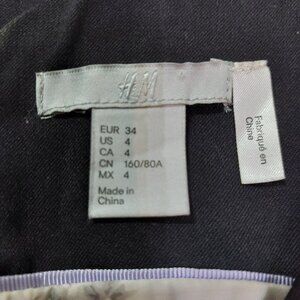 H&M
EUR 34
US 4
CA 4
CN 160/80A
MX 4
Made in
China
Fabriqué en
Chine